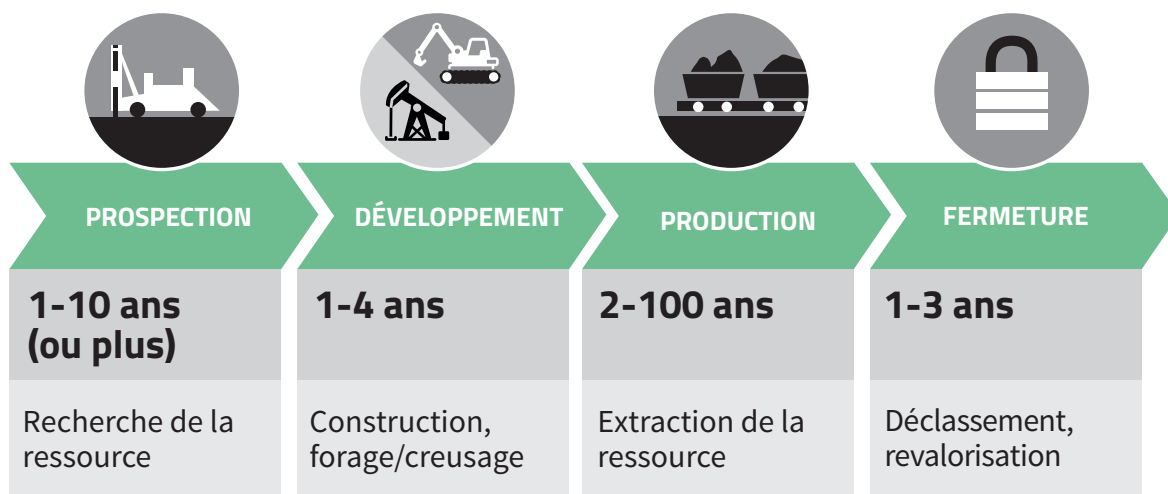 PROSPECTION
DÉVELOPPEMENT
PRODUCTION
FERMETURE
1-10 ans
(ou plus)
1-4 ans
2-100 ans
1-3 ans
Recherche de la
ressource
Construction,
forage/creusage
Extraction de la
ressource
Déclassement,
revalorisation